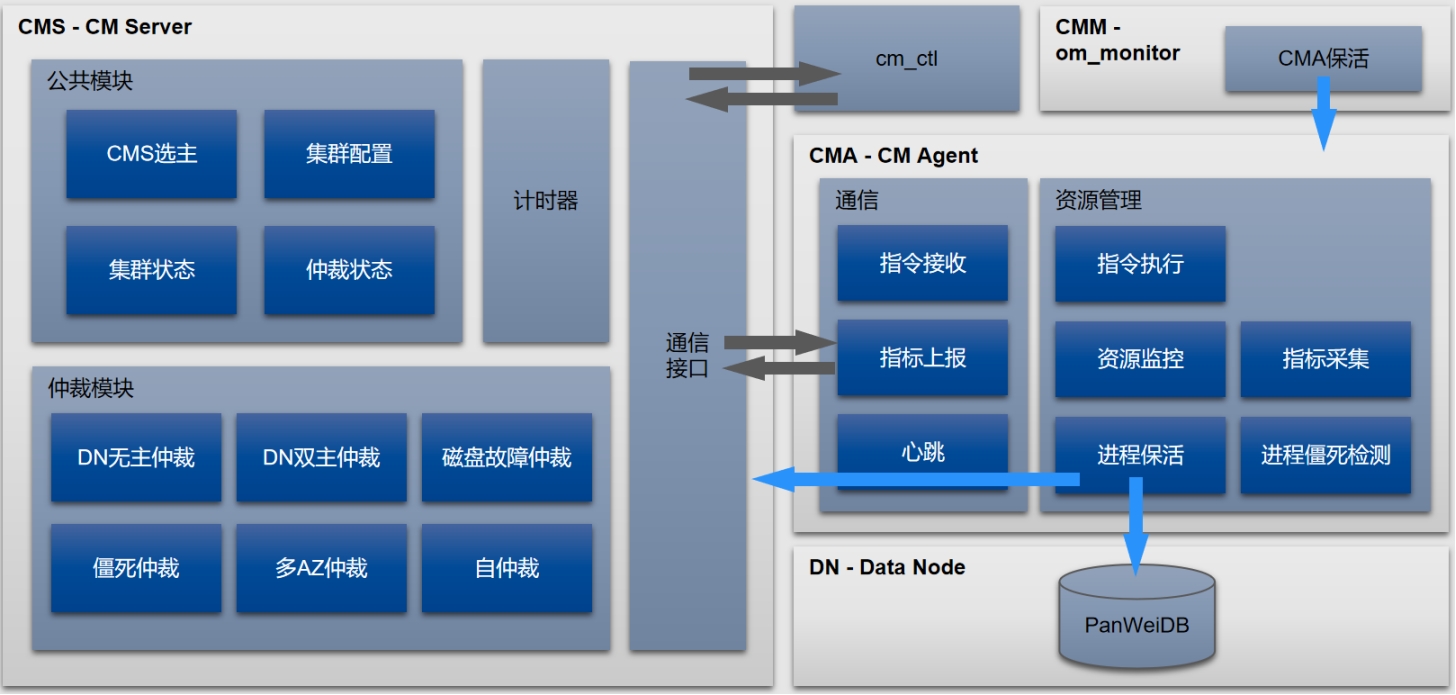 CMS - CM Server
公共模块
CMS选主
集群配置
集群状态
仲裁状态
计时器
通信
接口
仲裁模块
DN无主仲裁
DN双主仲裁
磁盘故障仲裁
僵死仲裁
多AZ仲裁
自仲裁
cm_ctl
CMM -
om_monitor
CMA保活
CMA - CM Agent
通信
指令接收
指标上报
心跳
资源管理
指令执行
资源监控
指标采集
进程保活
进程僵死检测
DN - Data Node
PanWeiDB